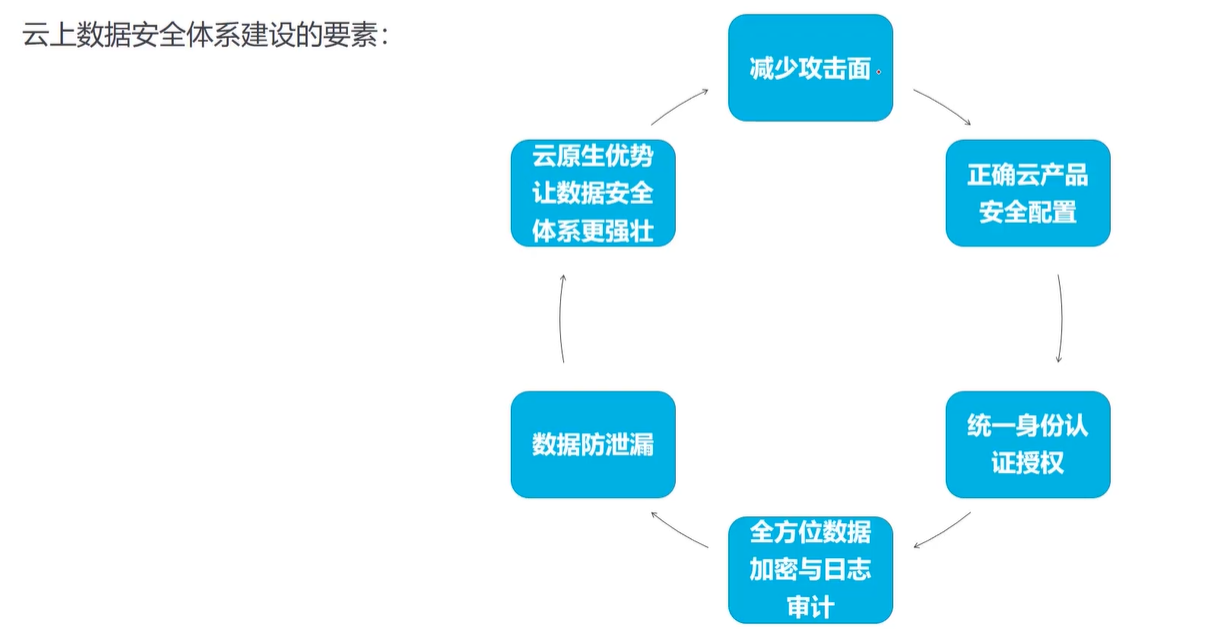 云上数据安全体系建设的要素：
减少攻击面
正确云产品
安全配置
统一身份认
证授权
全方位数据
加密与日志
审计
数据防泄漏
云原生优势
让数据安全
体系更强壮